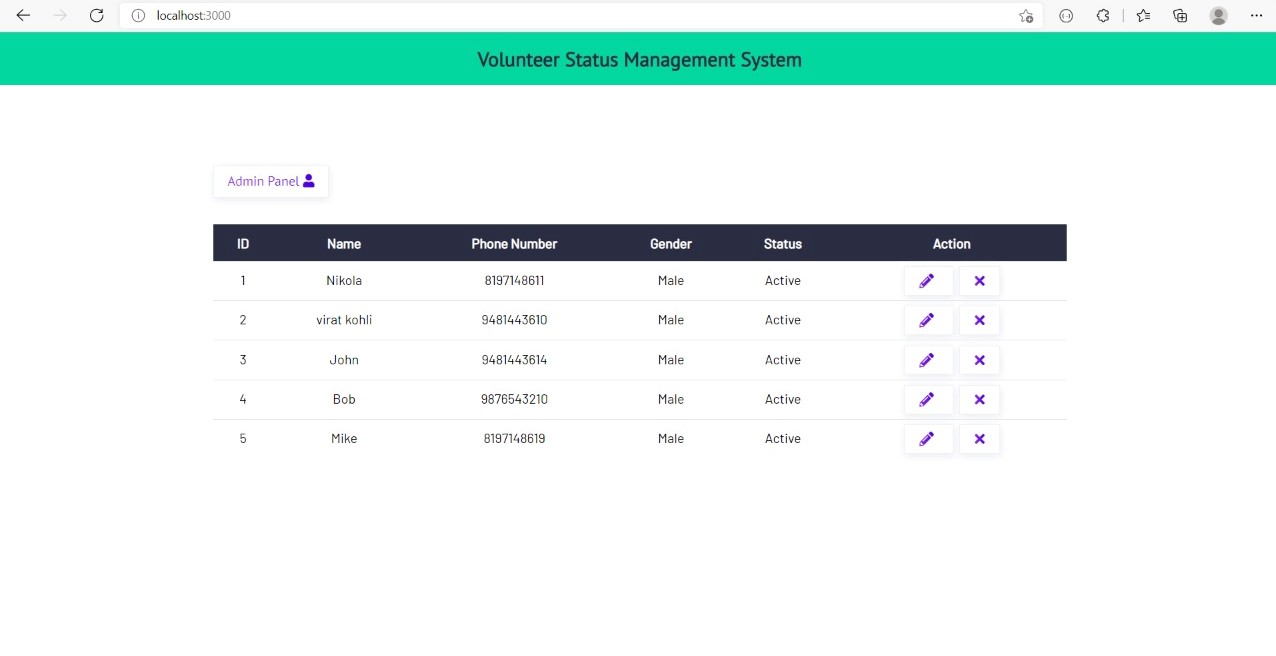 localhost:3000
Volunteer Status Management System
Admin Panel
ID Name Phone Number Gender Status Action
1 Nikola 8197148611 Male Active
2 virat kohli 9481443610 Male Active
3 John 9481443614 Male Active
4 Bob 9876543210 Male Active
5 Mike 8197148619 Male Active